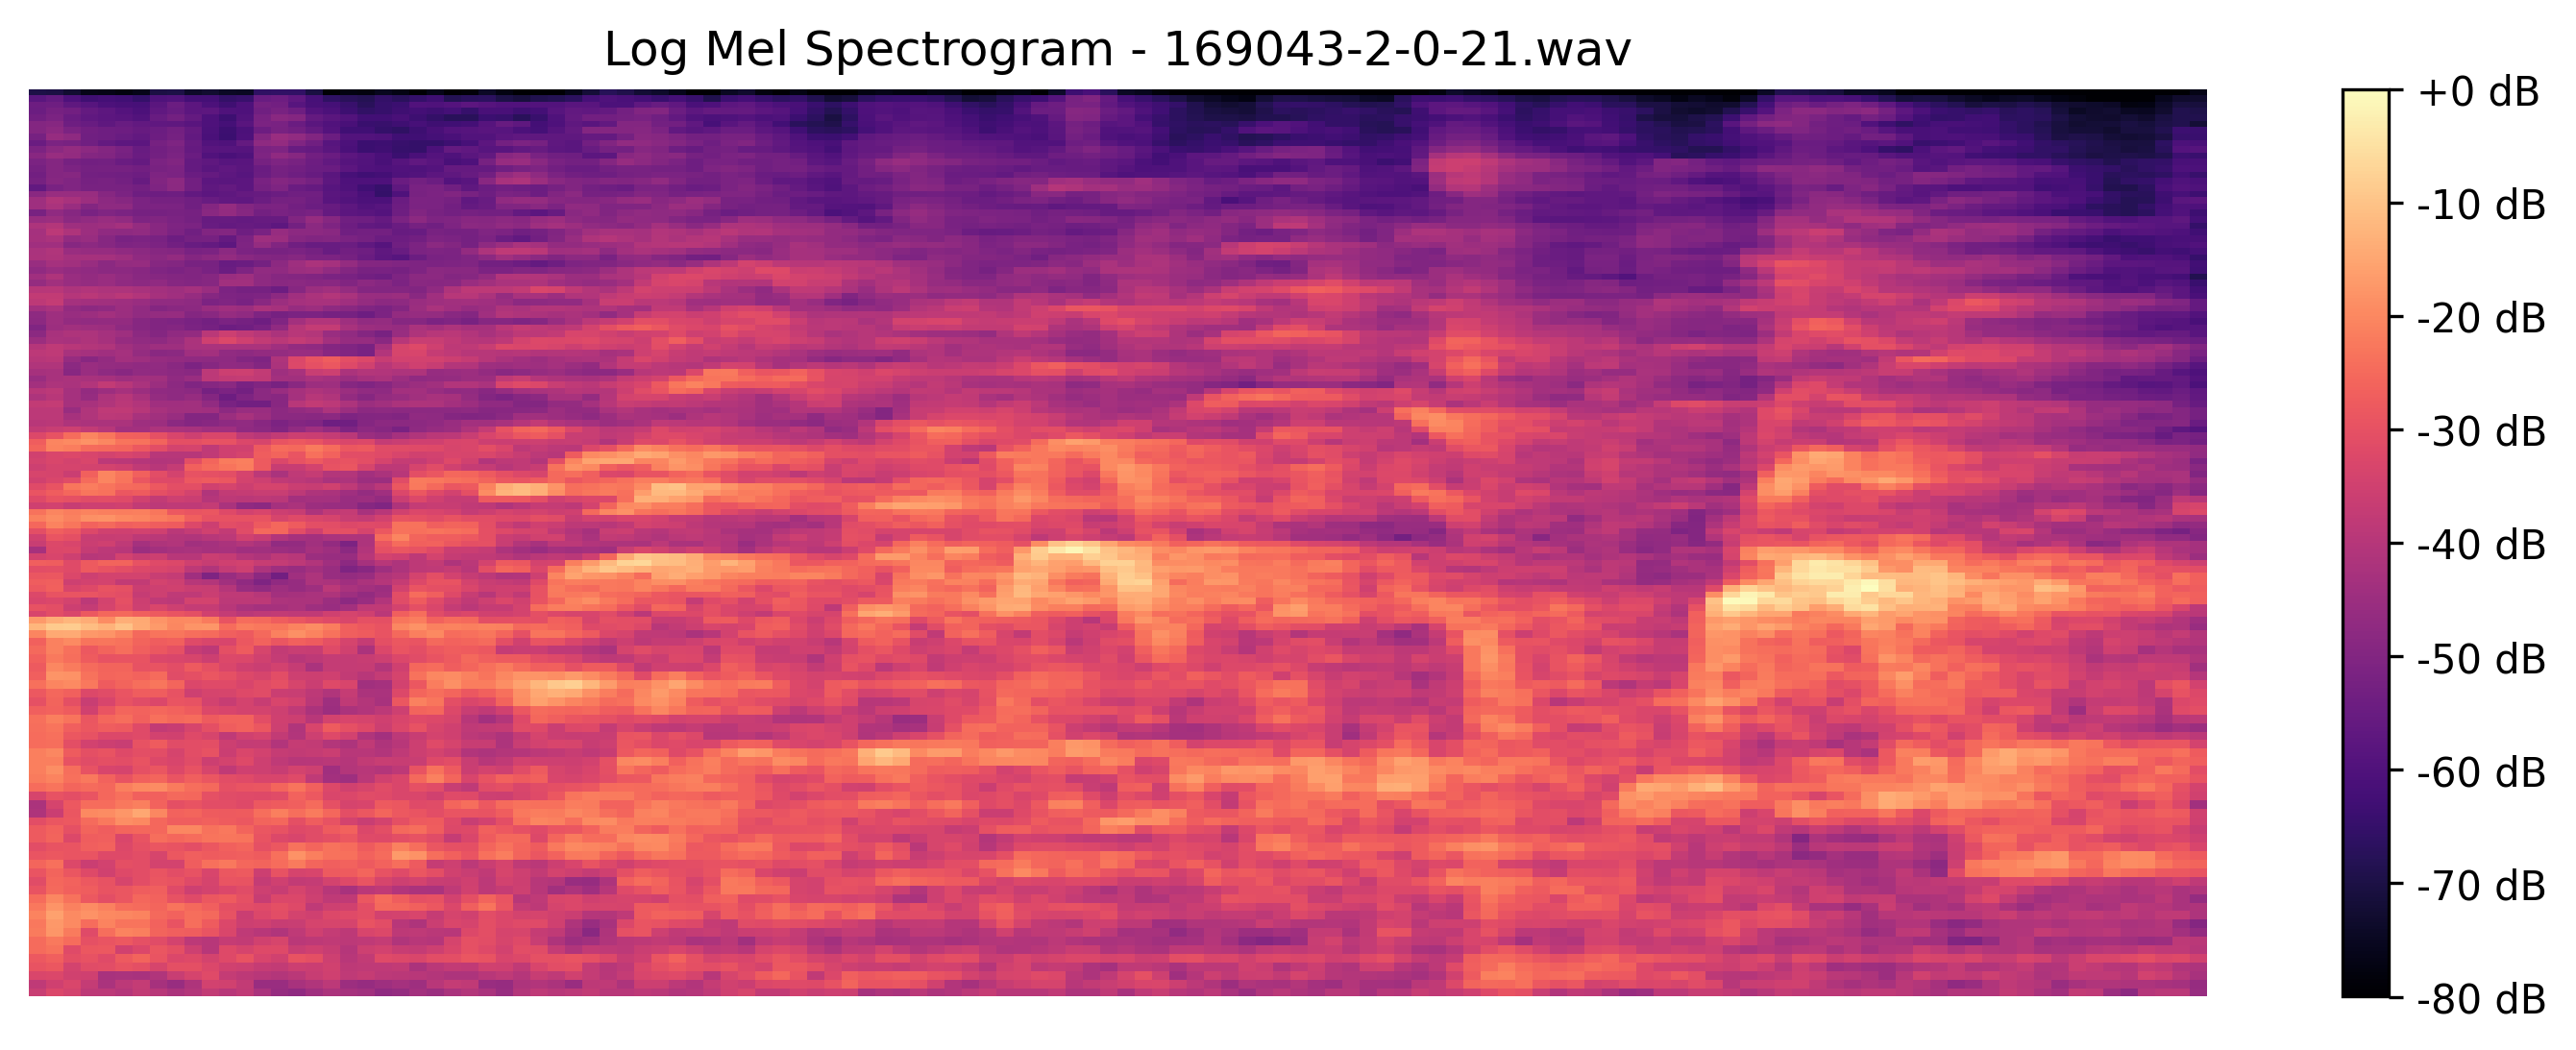 Log Mel Spectrogram - 169043-2-0-21.wav
+0 dB
-10 dB
-20 dB
-30 dB
-40 dB
-50 dB
-60 dB
-70 dB
-80 dB